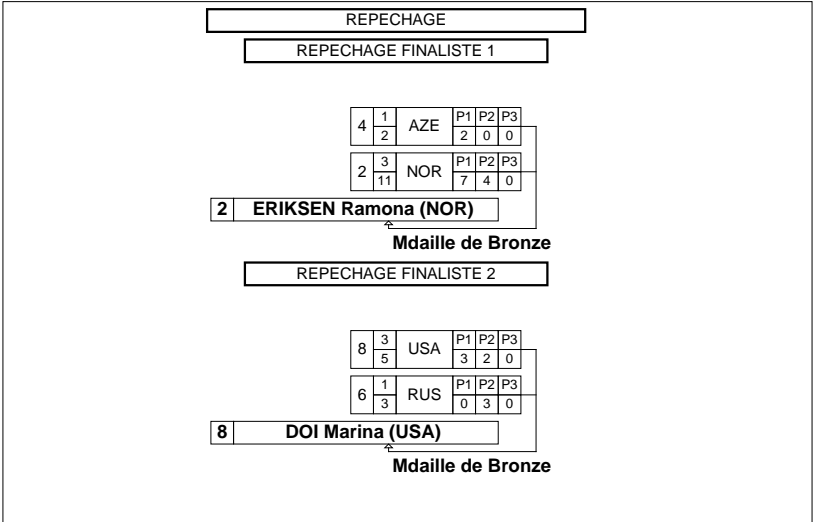 REPECHAGE
REPECHAGE FINALISTE 1
4 1 AZE P1 P2 P3
2 2 0 0
2 3 NOR P1 P2 P3
11 7 4 0
2 ERIKSEN Ramona (NOR)
Mdaille de Bronze
REPECHAGE FINALISTE 2
8 3 USA P1 P2 P3
5 3 2 0
6 1 RUS P1 P2 P3
3 0 3 0
8 DOI Marina (USA)
Mdaille de Bronze